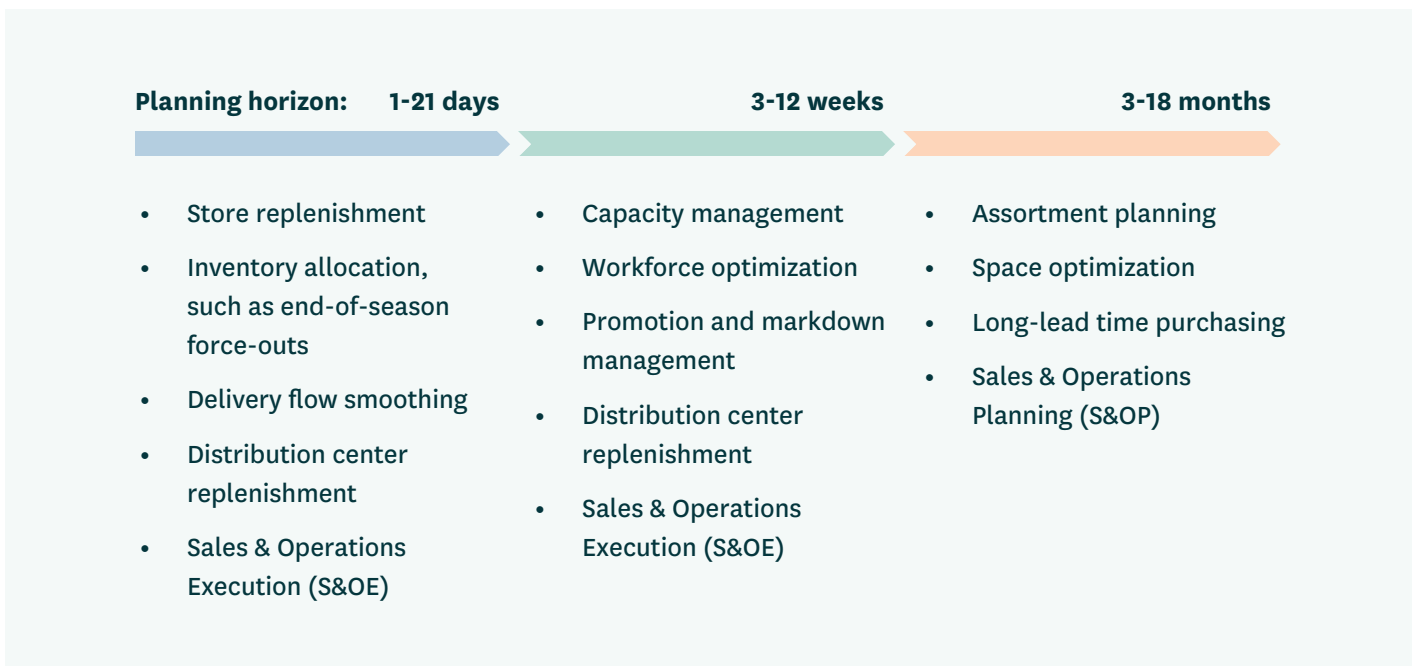 Planning horizon: 1-21 days
• Store replenishment
• Inventory allocation,
such as end-of-season
force-outs
• Delivery flow smoothing
• Distribution center
replenishment
• Sales & Operations
Execution (S&OE)
3-12 weeks
• Capacity management
• Workforce optimization
• Promotion and markdown
management
• Distribution center
replenishment
• Sales & Operations
Execution (S&OE)
3-18 months
• Assortment planning
• Space optimization
• Long-lead time purchasing
• Sales & Operations
Planning (S&OP)